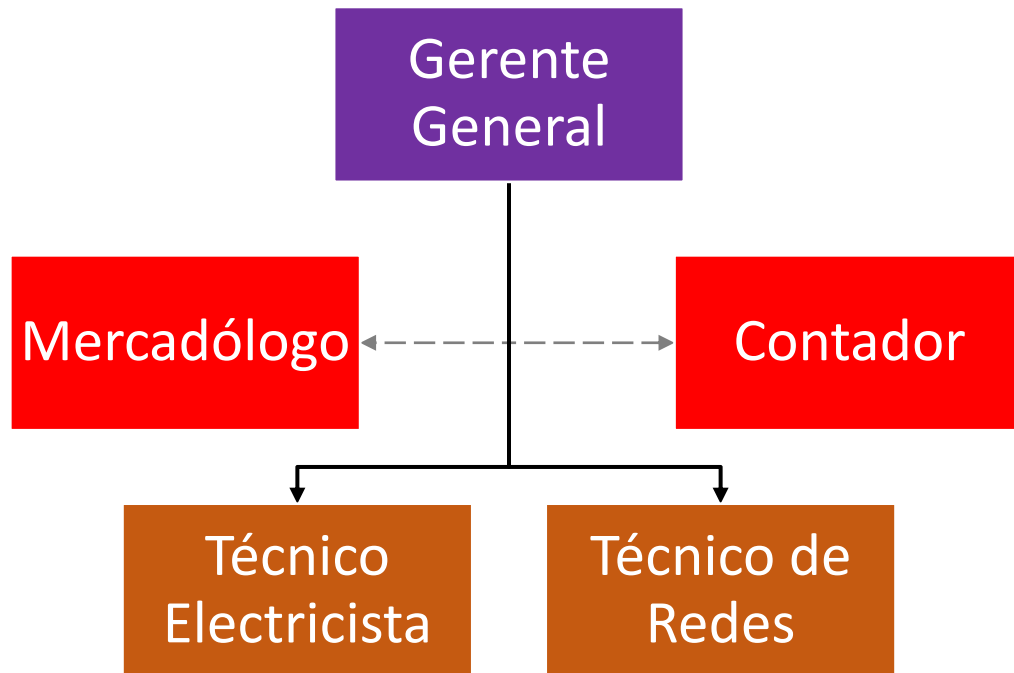 Gerente
General
Mercadólogo
Contador
Técnico
Electricista
Técnico de
Redes